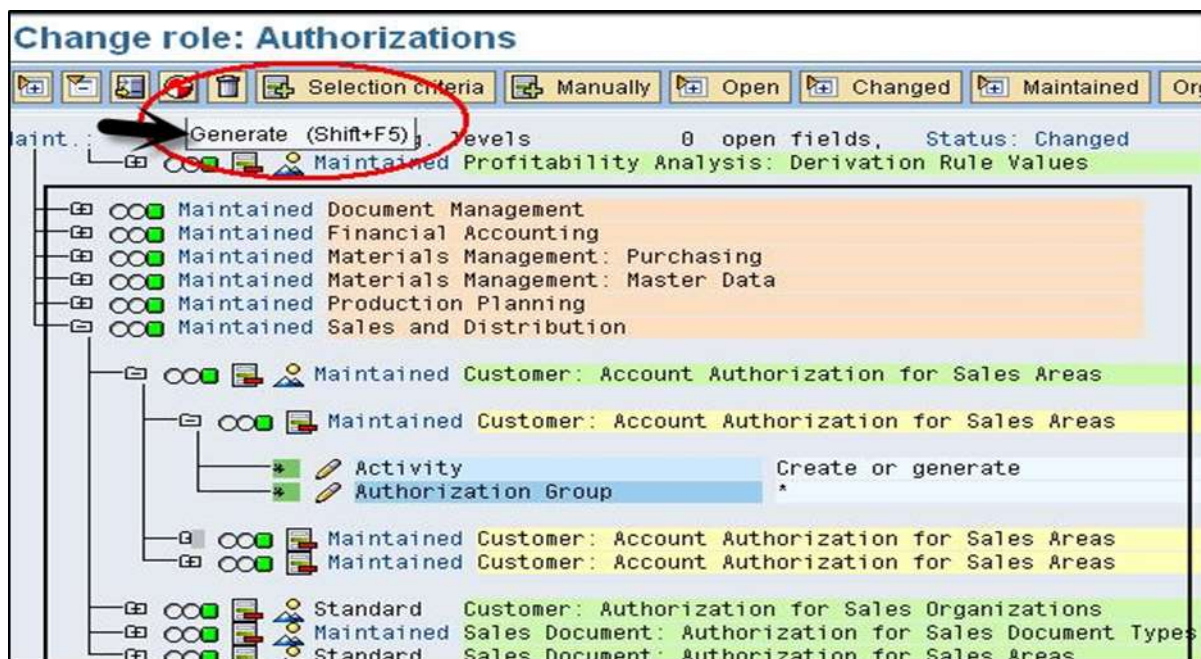 Change role: Authorizations
Selection criteria Manually Open Changed Maintained Org
Generate (Shift+F5)
Maint.: g. levels 0 open fields, Status: Changed
Maintained Profitability Analysis: Derivation Rule Values
Maintained Document Management
Maintained Financial Accounting
Maintained Materials Management: Purchasing
Maintained Materials Management: Master Data
Maintained Production Planning
Maintained Sales and Distribution
Maintained Customer: Account Authorization for Sales Areas
Maintained Customer: Account Authorization for Sales Areas
* Activity Create or generate
* Authorization Group *
Maintained Customer: Account Authorization for Sales Areas
Maintained Customer: Account Authorization for Sales Areas
Standard Customer: Authorization for Sales Organizations
Maintained Sales Document: Authorization for Sales Document Types
Standard Sales Document: Authorization for Sales Areas